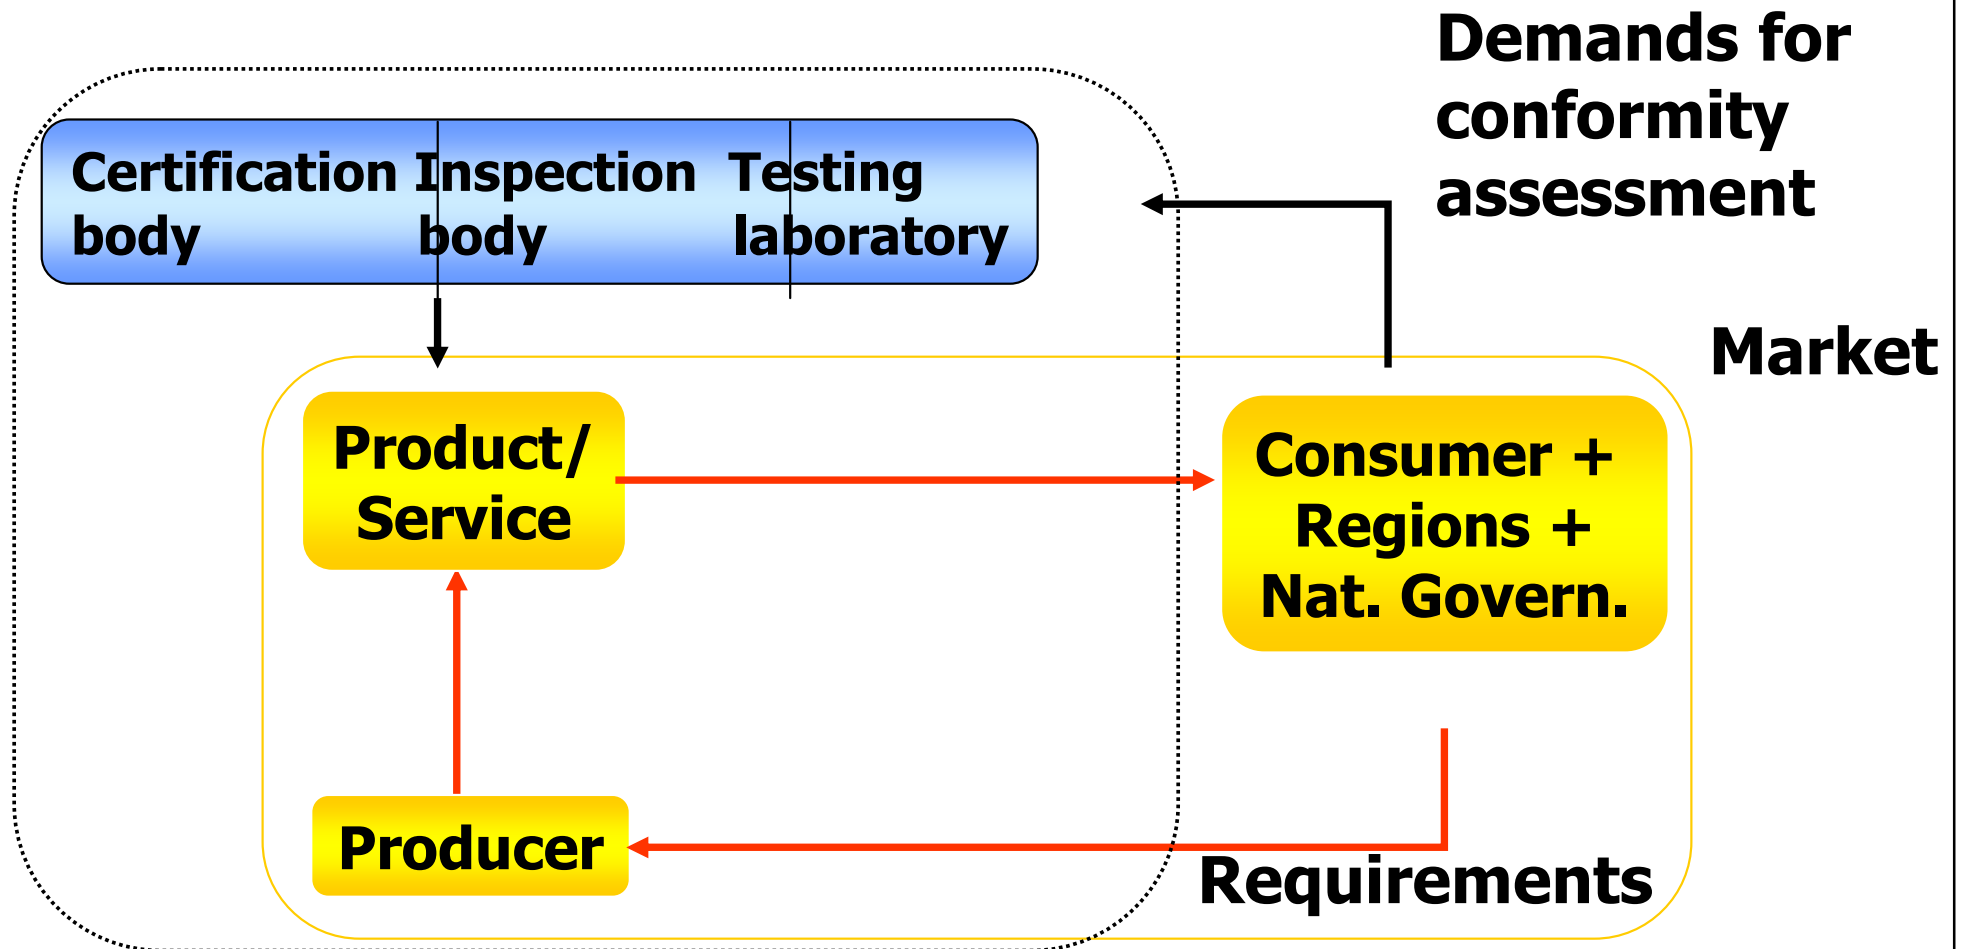 Demands for
conformity
assessment
Certification Inspection Testing
body body laboratory
Market
Product/
Service
Consumer +
Regions +
Nat. Govern.
Producer
Requirements